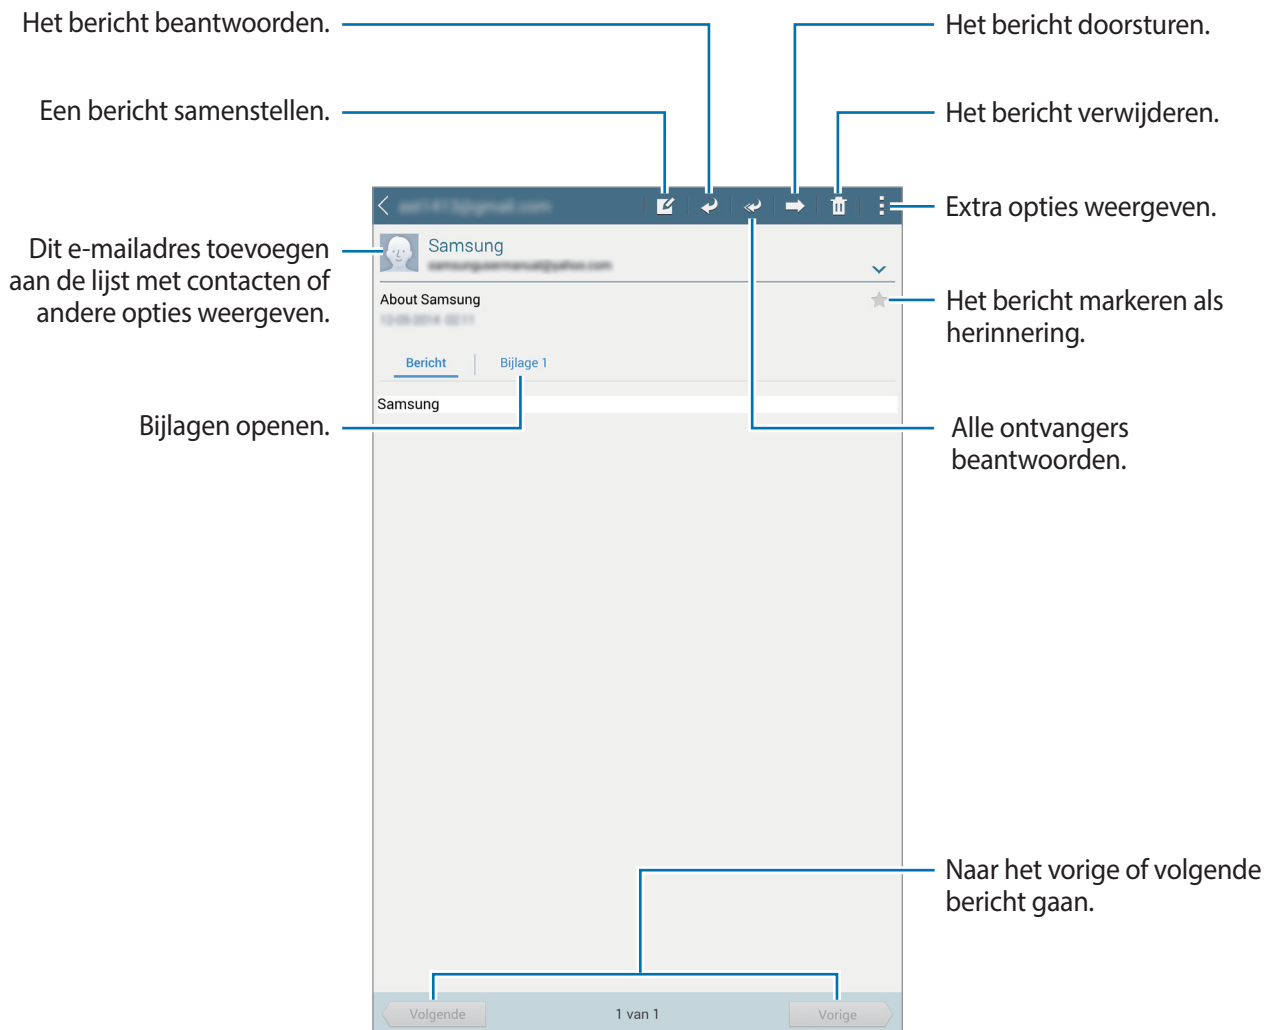 Het bericht beantwoorden.
Het bericht doorsturen.
Een bericht samenstellen.
Het bericht verwijderen.
Extra opties weergeven.
Dit e-mailadres toevoegen
aan de lijst met contacten of
andere opties weergeven.
Samsung
About Samsung
Het bericht markeren als
herinnering.
Bericht
Bijlage 1
Samsung
Bijlagen openen.
Alle ontvangers
beantwoorden.
Naar het vorige of volgende
bericht gaan.
Volgende
1 van 1
Vorige